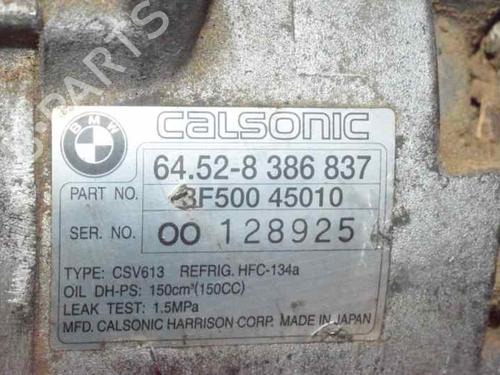 BMW
calsonic
64.52-8 386 837
PART NO. 3F500 45010
SER. NO. 00 128925
TYPE: CSV613 REFRIG. HFC-134a
OIL DH-PS: 150cm³(150CC)
LEAK TEST: 1.5MPa
MFD. CALSONIC HARRISON CORP. MADE IN JAPAN